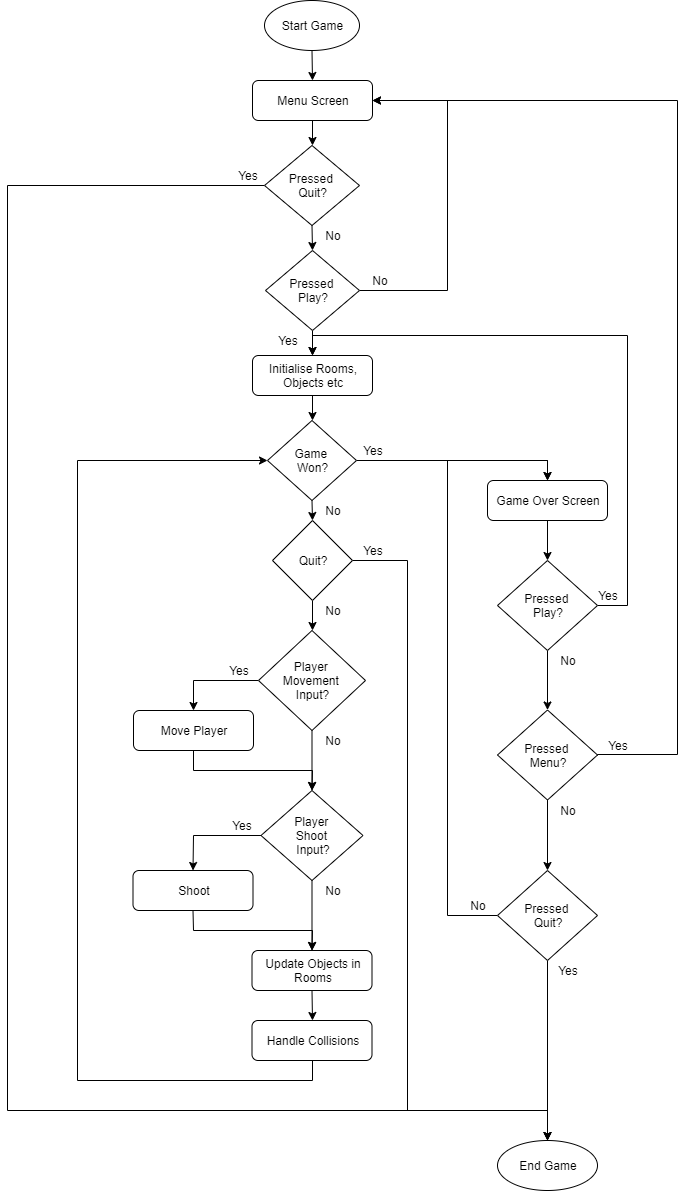 Start Game
Menu Screen
Yes
Pressed
Quit?
No
Pressed
Play?
No
Yes
Initialise Rooms,
Objects etc
Game
Won?
Yes
Game Over Screen
No
Quit?
Yes
Pressed
Play?
Yes
No
No
Yes
Player
Movement
Input?
Move Player
No
Pressed
Menu?
Yes
No
Yes
Player
Shoot
Input?
Shoot
No
No
Pressed
Quit?
Yes
Update Objects in
Rooms
Handle Collisions
End Game